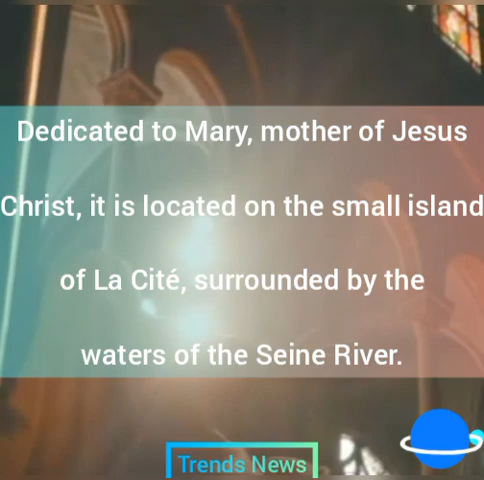 Dedicated to Mary, mother of Jesus
Christ, it is located on the small island
of La Cité, surrounded by the
waters of the Seine River.
Trends News